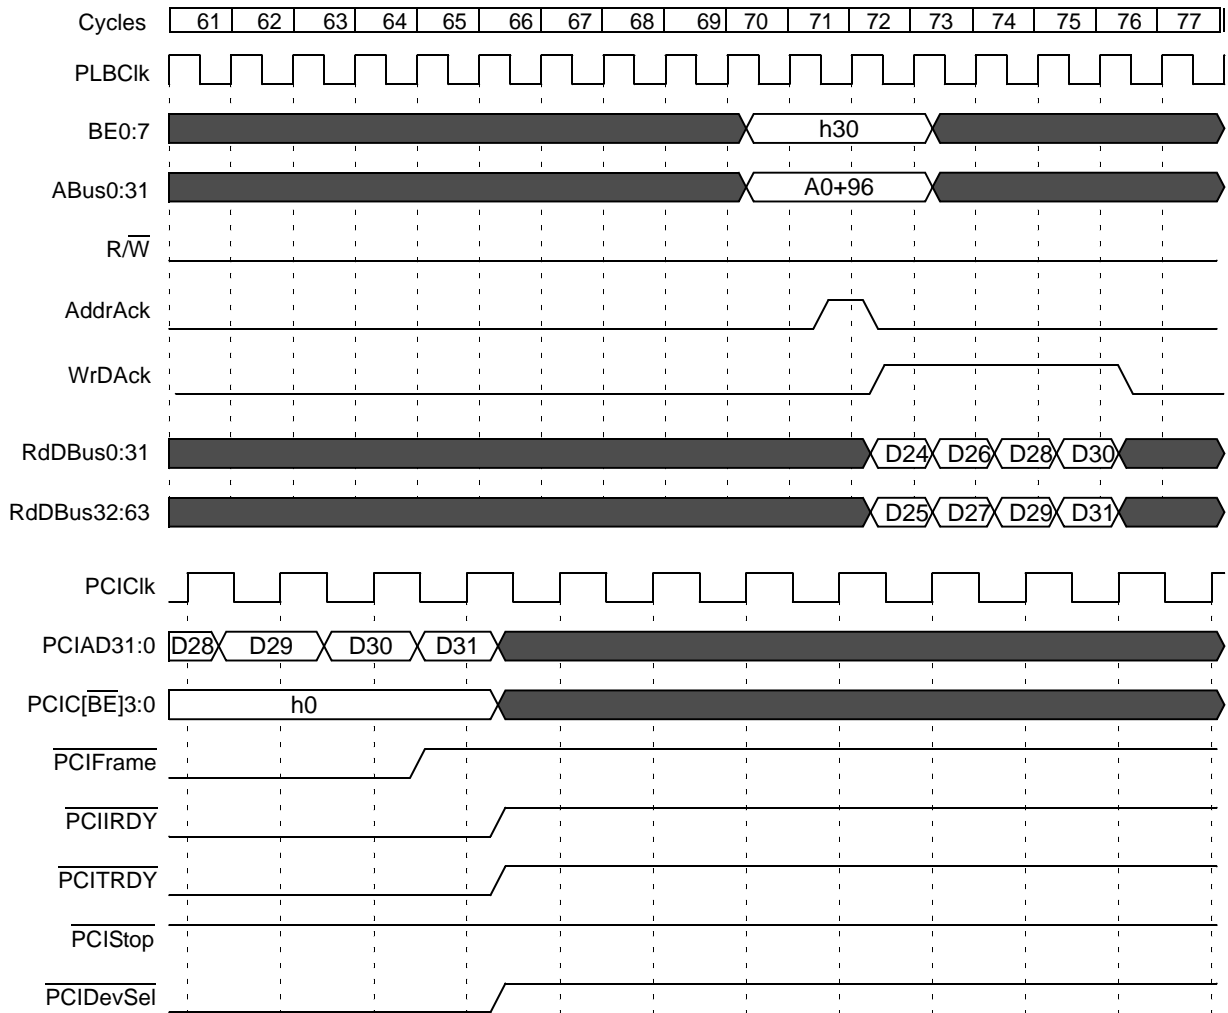 Cycles 61 62 63 64 65 66 67 68 69 70 71 72 73 74 75 76 77
PLBClk
BE0:7 h30
ABus0:31 A0+96
R/W
AddrAck
WrDAck
RdDBus0:31 D24 D26 D28 D30
RdDBus32:63 D25 D27 D29 D31
PCIClk
PCIAD31:0 D28 D29 D30 D31
PCIC[BE]3:0 h0
PCIFrame
PCIIRDY
PCITRDY
PCIStop
PCIDevSel